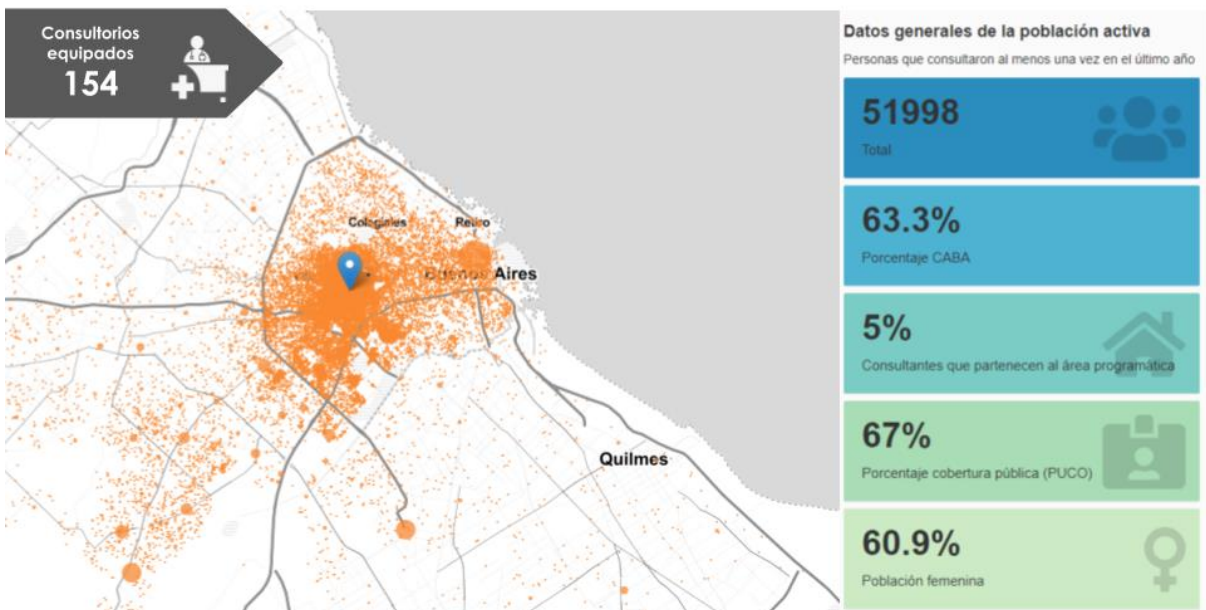 Consultorios
equipados
154
Colegiales
Retiro
Buenos Aires
Quilmes
Datos generales de la población activa
Personas que consultaron al menos una vez en el último año
51998
Total
63.3%
Porcentaje CABA
5%
Consultantes que partenecen al área programática
67%
Porcentaje cobertura pública (PUCO)
60.9%
Población femenina